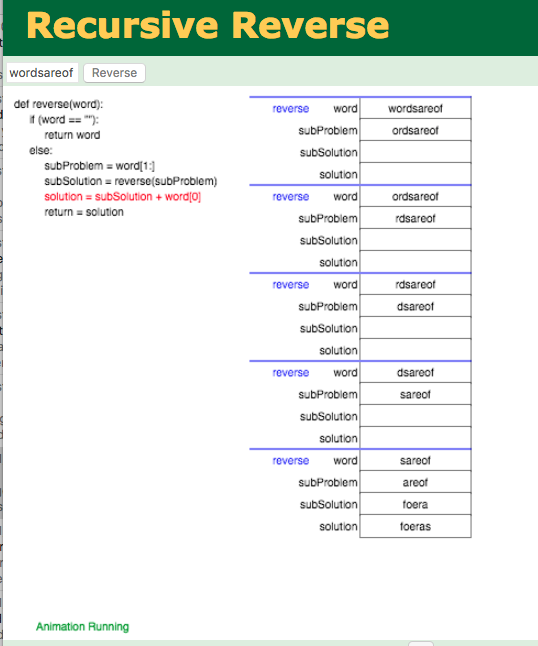 Recursive Reverse
wordsareof Reverse
def reverse(word):
if (word == ""):
return word
else:
subProblem = word[1:]
subSolution = reverse(subProblem)
solution = subSolution + word[0]
return = solution
reverse word wordsareof
subProblem ordsareof
subSolution
solution
reverse word ordsareof
subProblem rdsareof
subSolution
solution
reverse word rdsareof
subProblem dsareof
subSolution
solution
reverse word dsareof
subProblem sareof
subSolution
solution
reverse word sareof
subProblem areof
subSolution foera
solution foeras
Animation Running